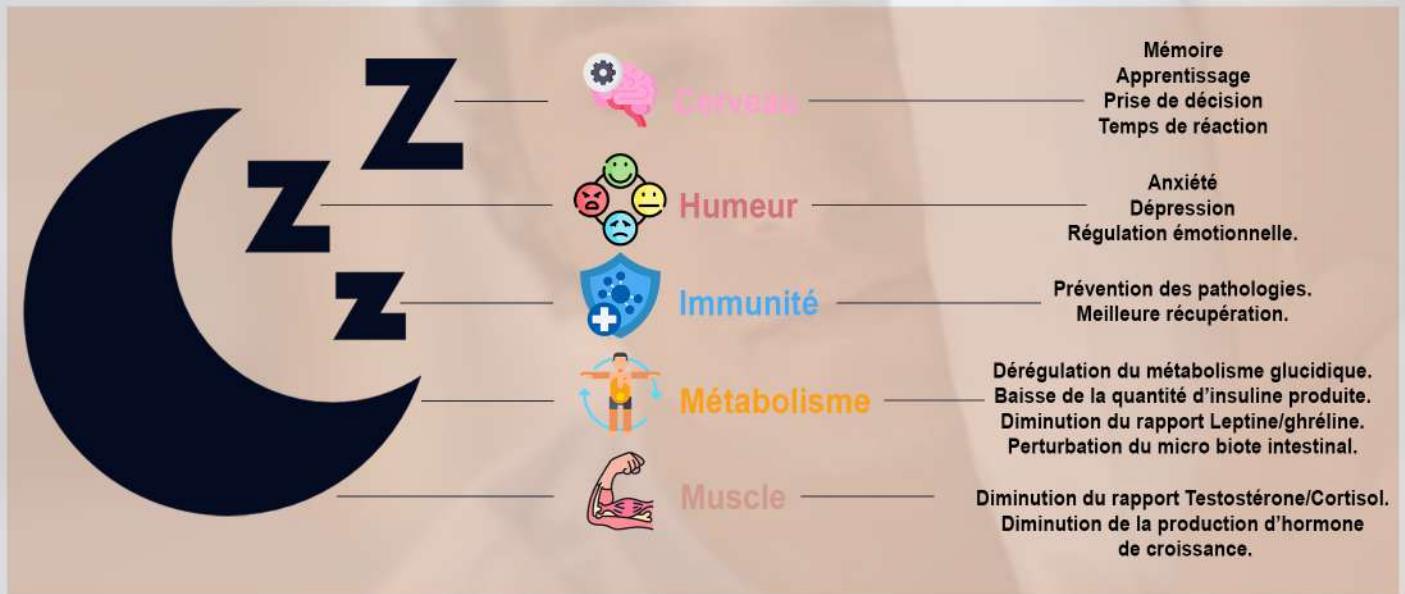 Z
Z
Z
Cerveau
Mémoire
Apprentissage
Prise de décision
Temps de réaction
Humeur
Anxiété
Dépression
Régulation émotionnelle.
Immunité
Prévention des pathologies.
Meilleure récupération.
Métabolisme
Dérégulation du métabolisme glucidique.
Baisse de la quantité d'insuline produite.
Diminution du rapport Leptine/ghréline.
Perturbation du micro biote intestinal.
Muscle
Diminution du rapport Testostérone/Cortisol.
Diminution de la production d'hormone
de croissance.